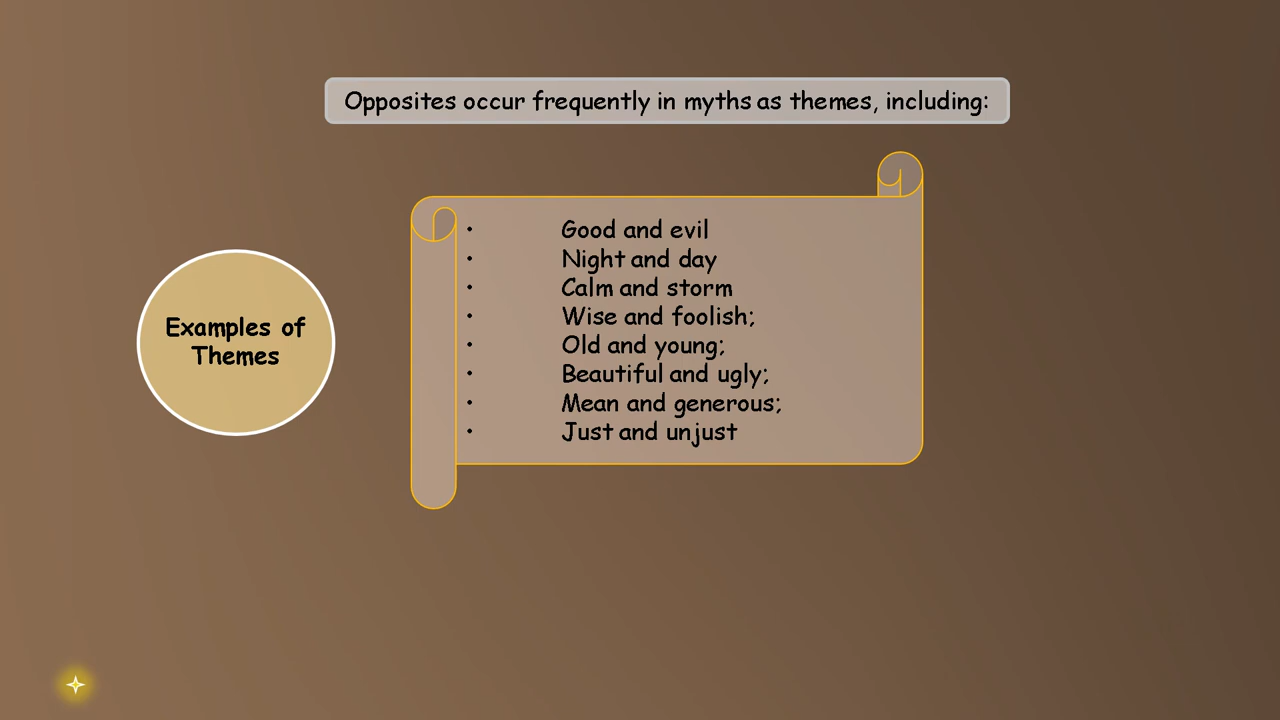 Opposites occur frequently in myths as themes, including:
Examples of
Themes
• Good and evil
• Night and day
• Calm and storm
• Wise and foolish;
• Old and young;
• Beautiful and ugly;
• Mean and generous;
• Just and unjust